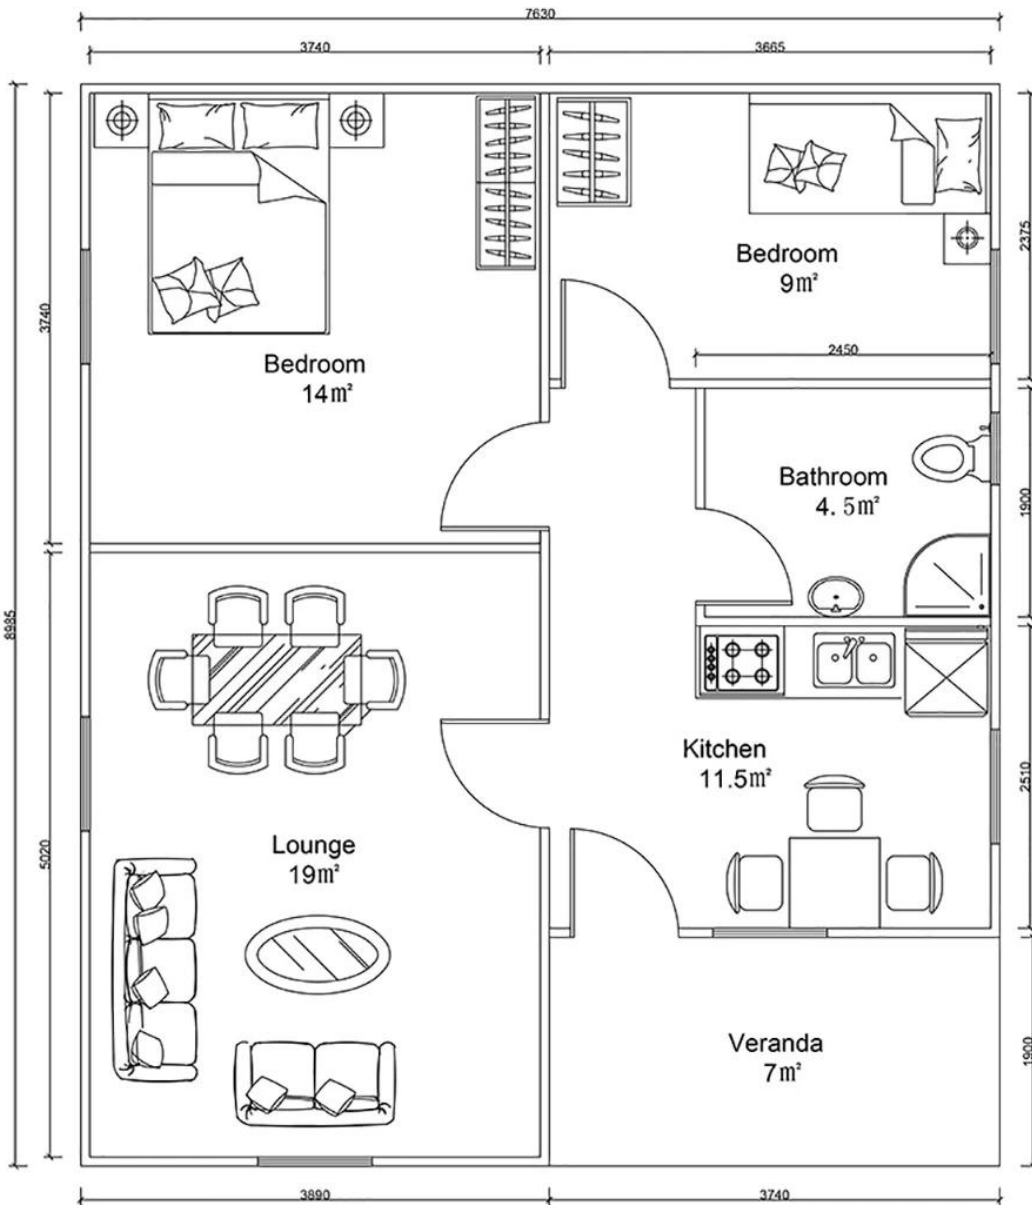 7630
3740
3665
Bedroom
9m²
2375
3740
2450
Bedroom
14m²
Bathroom
4.5m²
1900
8985
Kitchen
11.5m²
2510
Lounge
19m²
5020
Veranda
7m²
1900
3890
3740